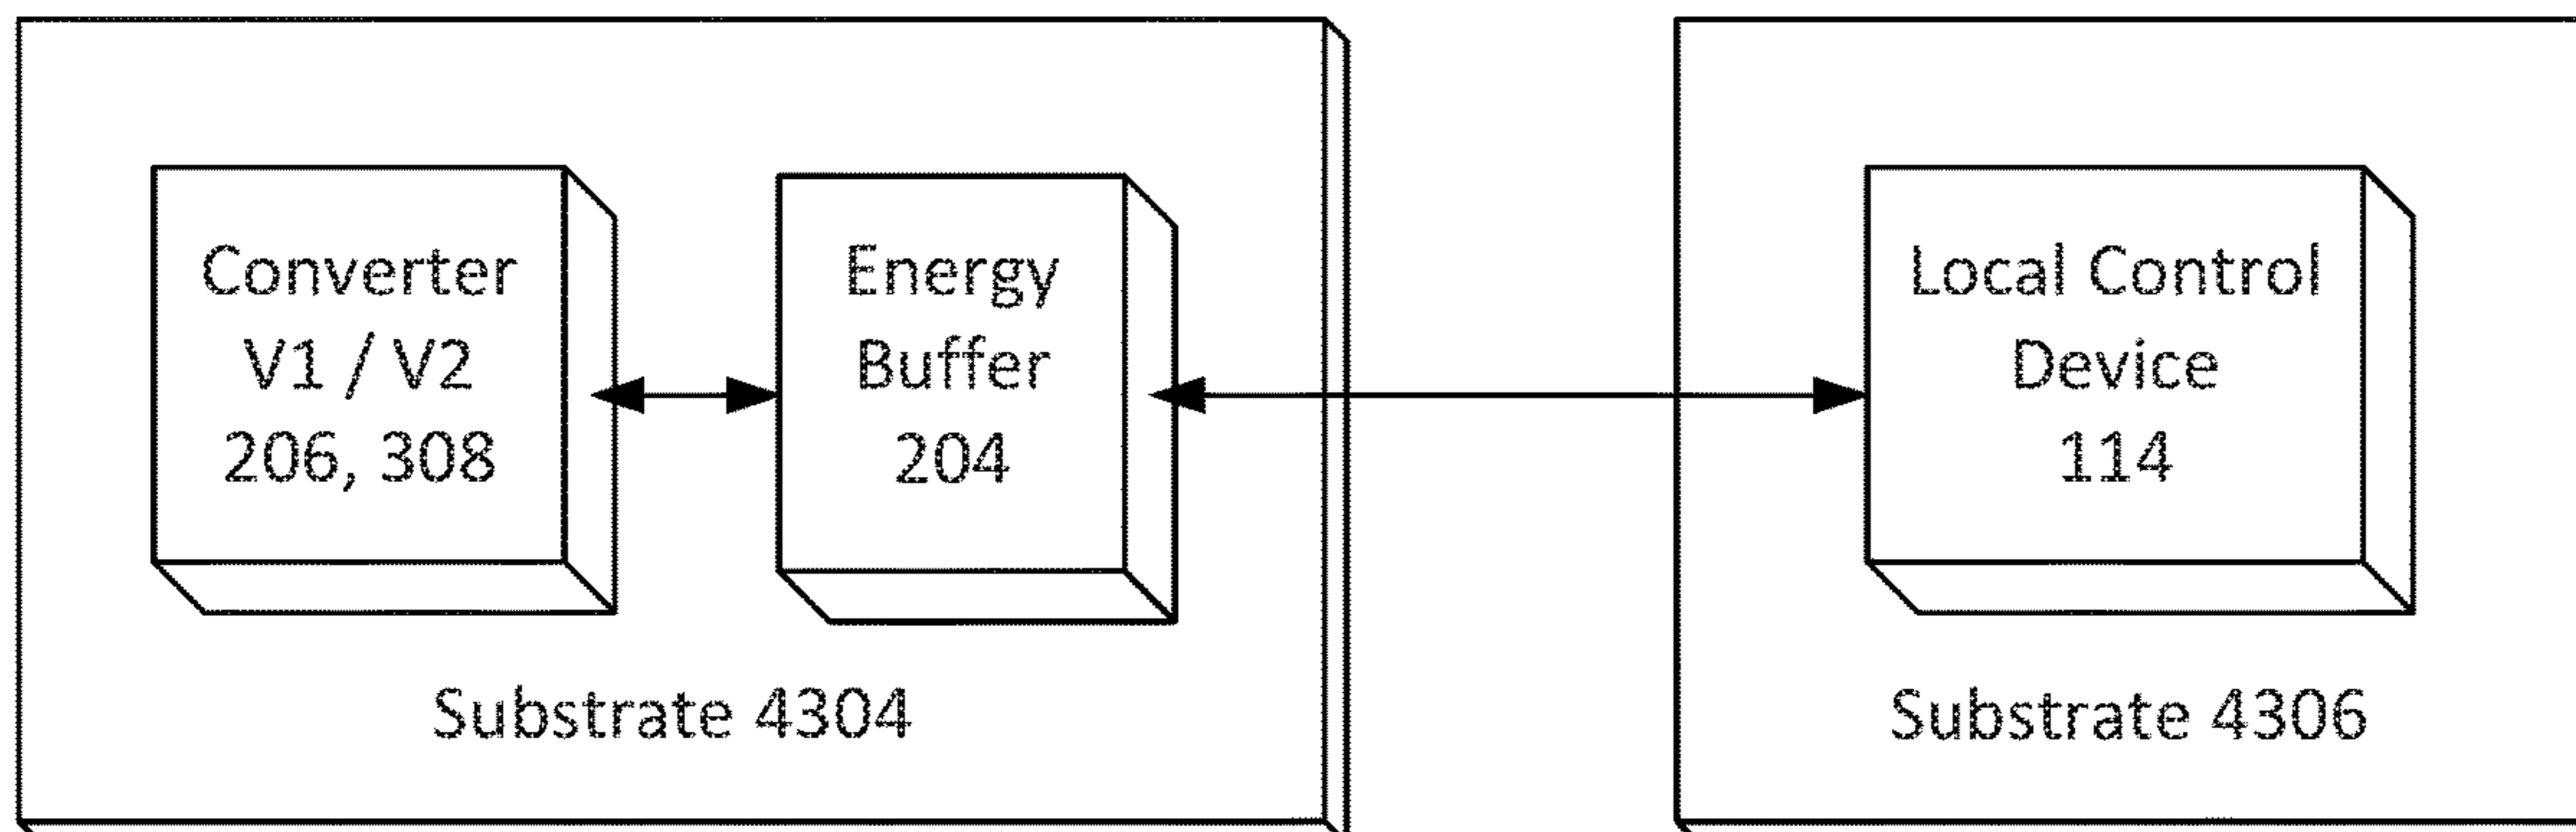 Converter
V1 / V2
206, 308
Energy
Buffer
204
Substrate 4304
Local Control
Device
114
Substrate 4306